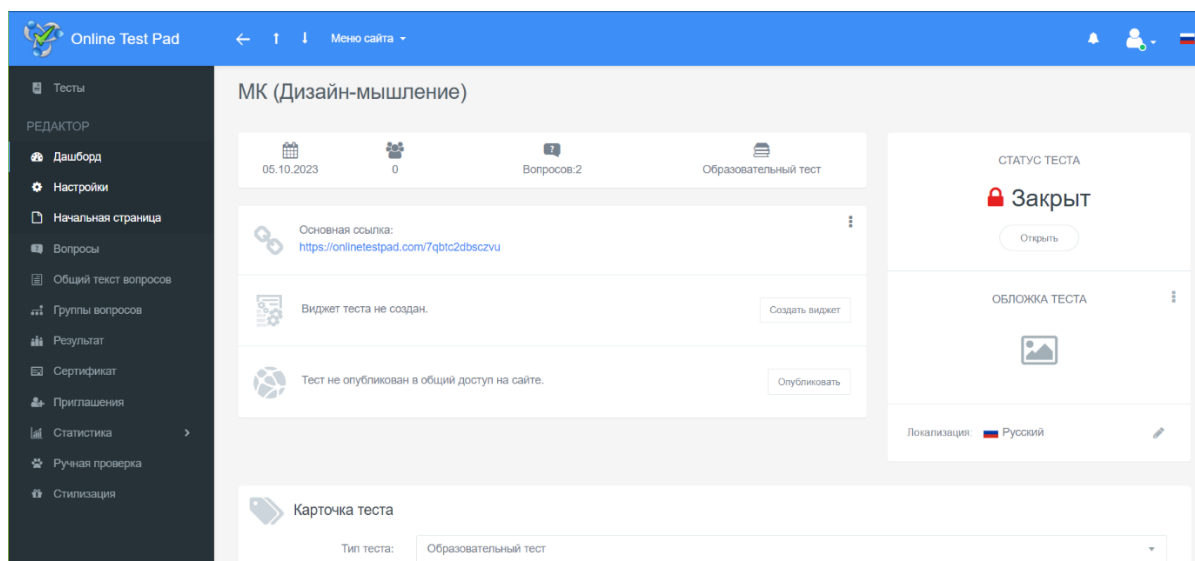 Online Test Pad
Меню сайта
Тесты
РЕДАКТОР
Дашборд
Настройки
Начальная страница
Вопросы
Общий текст вопросов
Группы вопросов
Результат
Сертификат
Приглашения
Статистика
Ручная проверка
Стилизация
МК (Дизайн-мышление)
05.10.2023
0
Вопросов:2
Образовательный тест
Основная ссылка:
https://onlinetestpad.com/7qbtc2dbsczvu
Виджет теста не создан.
Создать виджет
Тест не опубликован в общий доступ на сайте.
Опубликовать
СТАТУС ТЕСТА
Закрыт
Открыть
ОБЛОЖКА ТЕСТА
Локализация: Русский
Карточка теста
Тип теста: Образовательный тест